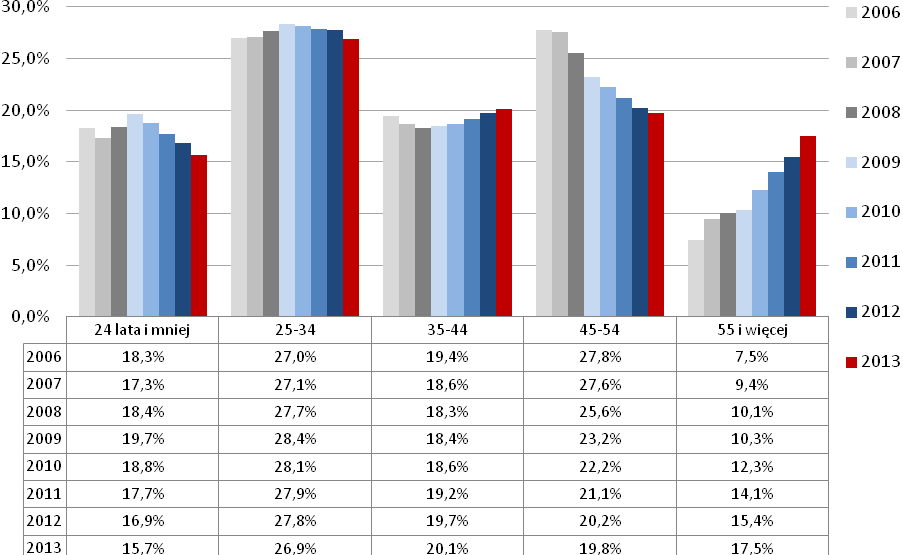 30,0%
25,0%
20,0%
15,0%
10,0%
5,0%
0,0%
2006
2007
2008
2009
2010
2011
2012
2013
24 lata i mniej 25-34 35-44 45-54 55 i więcej
2006 18,3% 27,0% 19,4% 27,8% 7,5%
2007 17,3% 27,1% 18,6% 27,6% 9,4%
2008 18,4% 27,7% 18,3% 25,6% 10,1%
2009 19,7% 28,4% 18,4% 23,2% 10,3%
2010 18,8% 28,1% 18,6% 22,2% 12,3%
2011 17,7% 27,9% 19,2% 21,1% 14,1%
2012 16,9% 27,8% 19,7% 20,2% 15,4%
2013 15,7% 26,9% 20,1% 19,8% 17,5%